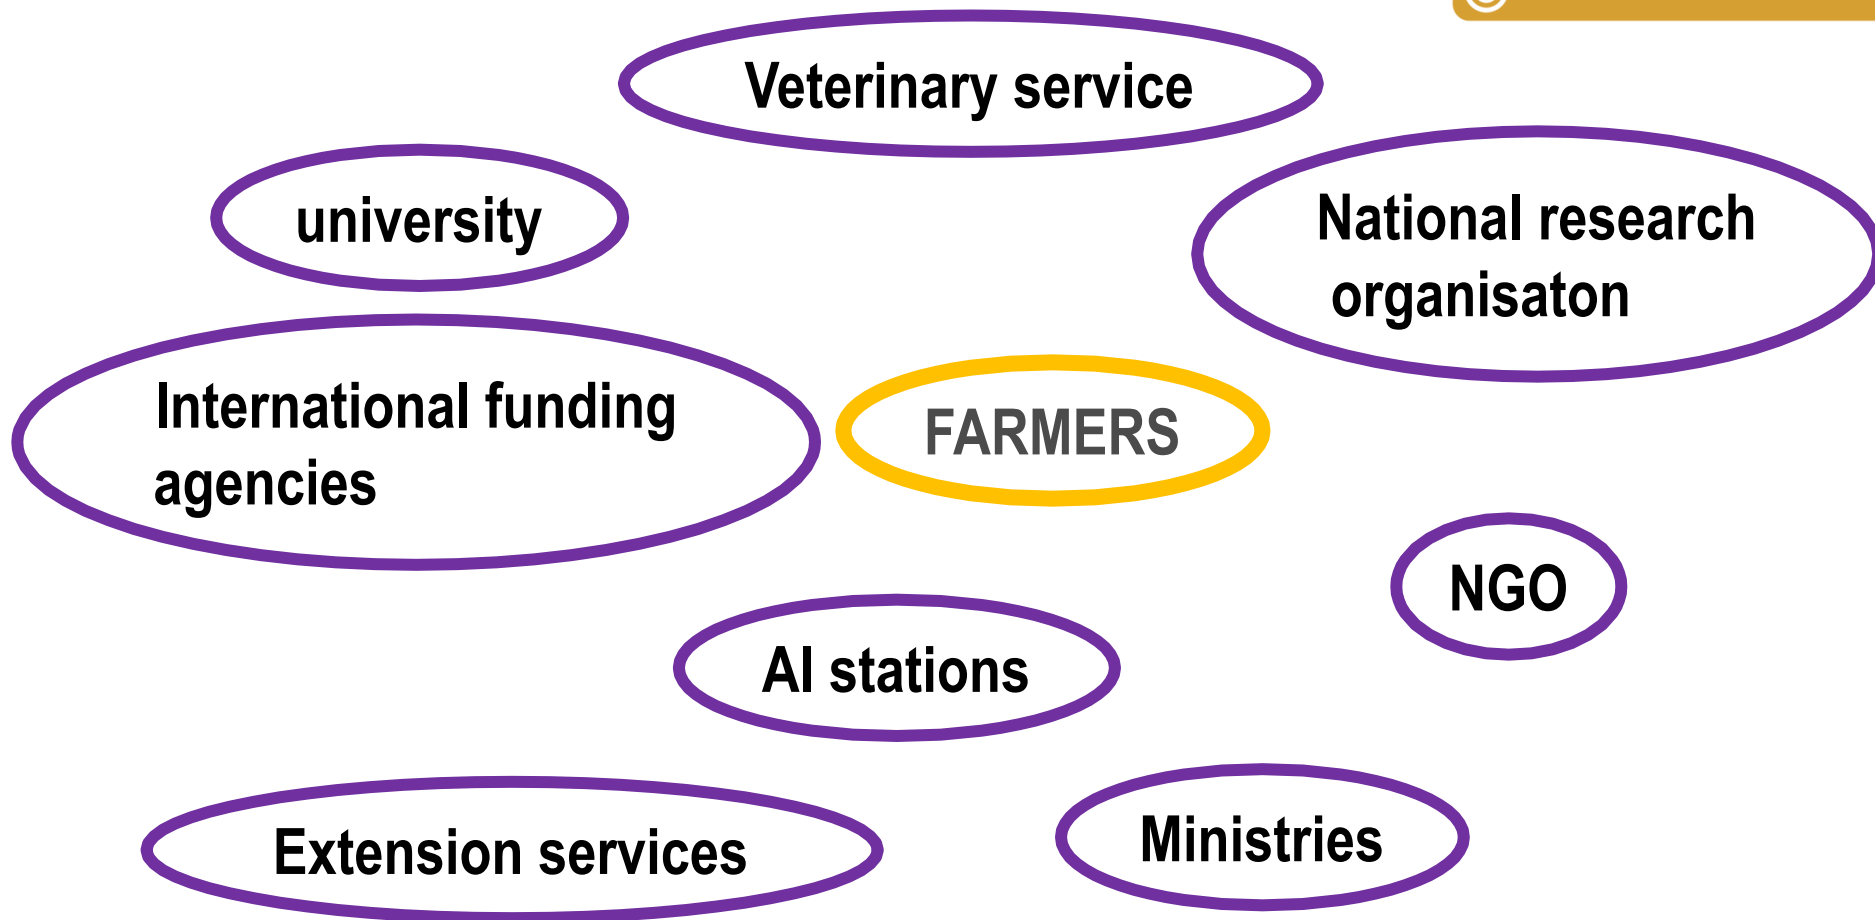 Veterinary service
university
National research
organisaton
International funding
agencies
FARMERS
NGO
AI stations
Extension services
Ministries